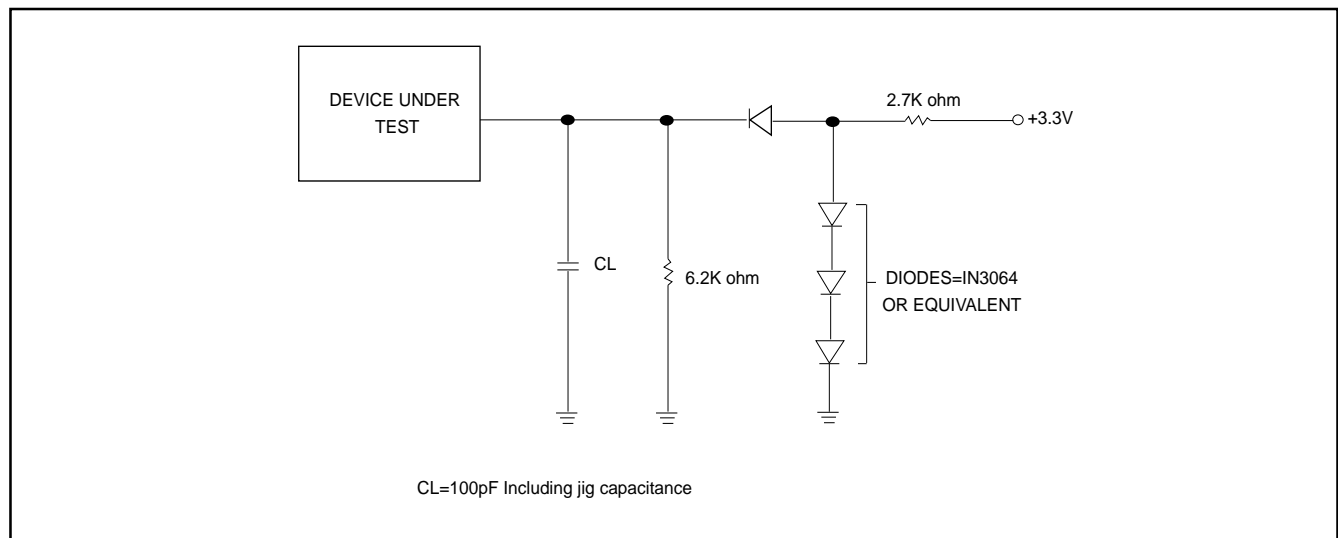 DEVICE UNDER
TEST
2.7K ohm
+3.3V
CL
6.2K ohm
DIODES=IN3064
OR EQUIVALENT
CL=100pF Including jig capacitance